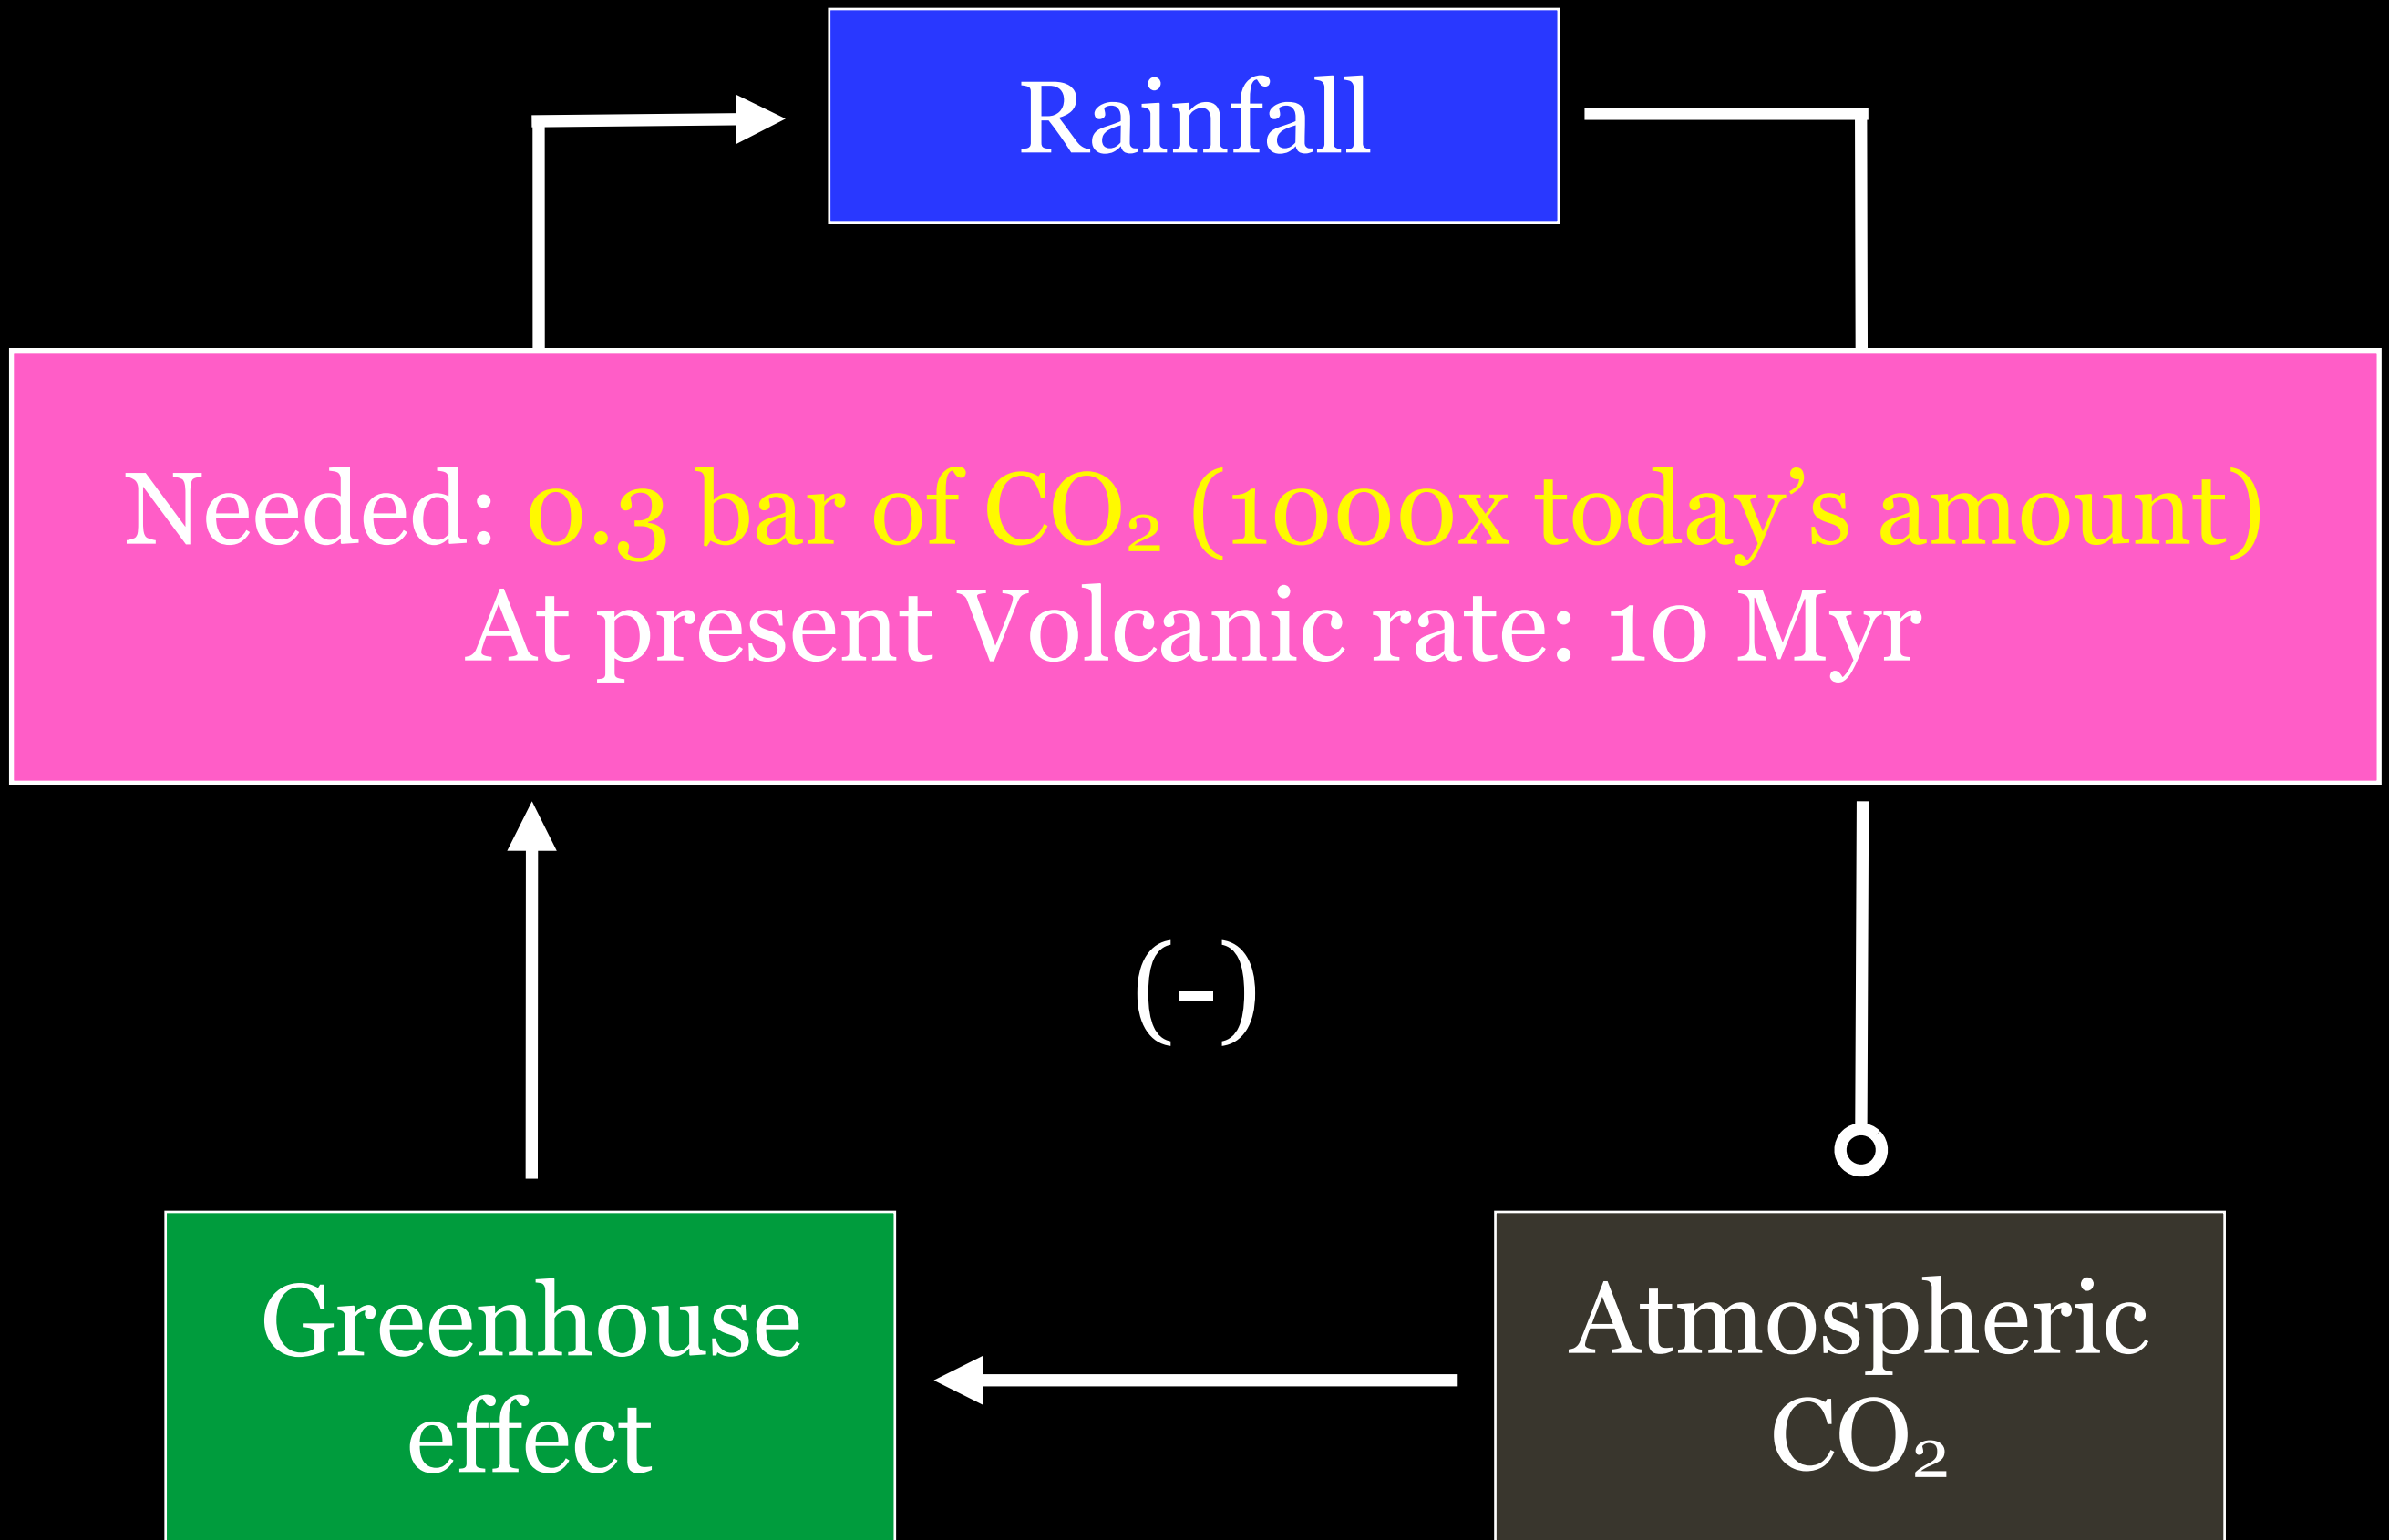 Rainfall
Needed: 0.3 bar of CO₂ (1000x today’s amount)
At present Volcanic rate: 10 Myr
(-)
Greenhouse
effect
Atmospheric
CO₂